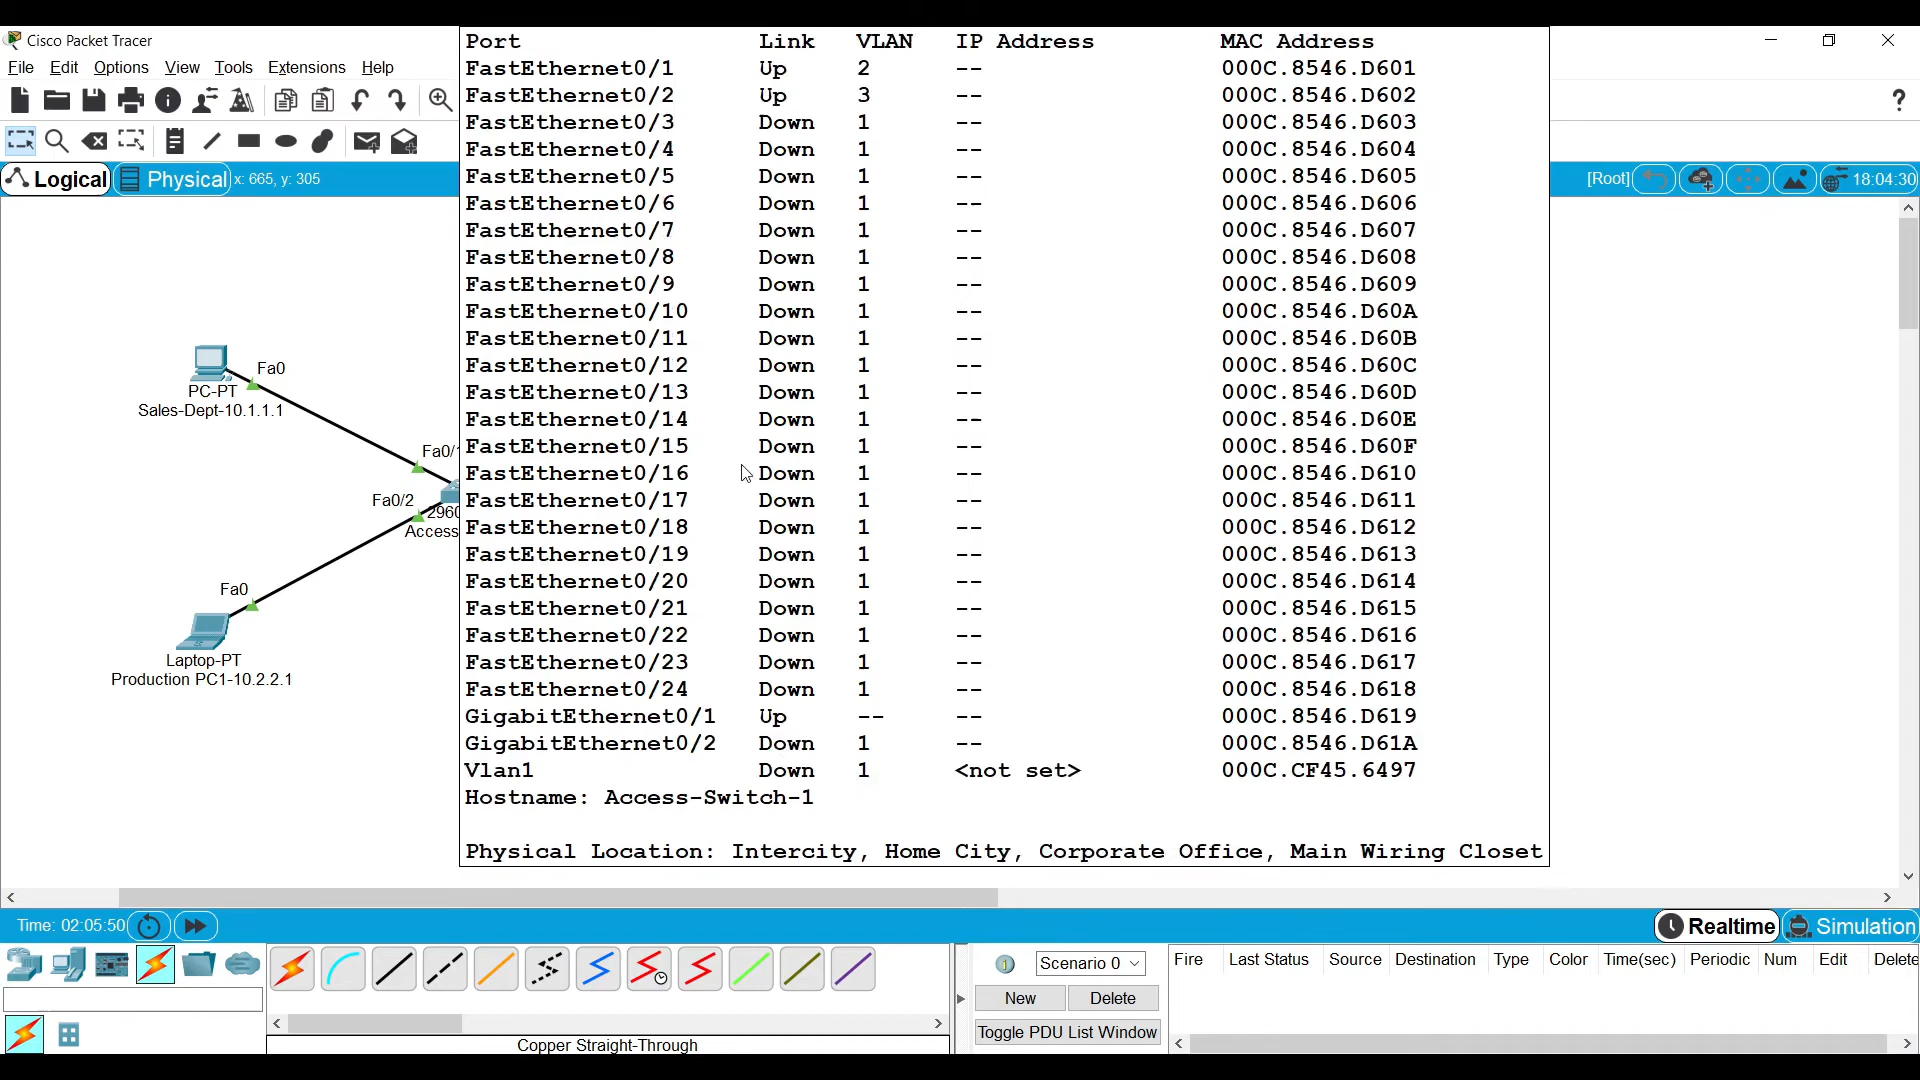 Cisco Packet Tracer
File Edit Options View Tools Extensions Help
?
Logical Physical x: 665, y: 305
[Root] 18:04:30
Port Link VLAN IP Address MAC Address
FastEthernet0/1 Up 2 -- 000C.8546.D601
FastEthernet0/2 Up 3 -- 000C.8546.D602
FastEthernet0/3 Down 1 -- 000C.8546.D603
FastEthernet0/4 Down 1 -- 000C.8546.D604
FastEthernet0/5 Down 1 -- 000C.8546.D605
FastEthernet0/6 Down 1 -- 000C.8546.D606
FastEthernet0/7 Down 1 -- 000C.8546.D607
FastEthernet0/8 Down 1 -- 000C.8546.D608
FastEthernet0/9 Down 1 -- 000C.8546.D609
FastEthernet0/10 Down 1 -- 000C.8546.D60A
FastEthernet0/11 Down 1 -- 000C.8546.D60B
FastEthernet0/12 Down 1 -- 000C.8546.D60C
FastEthernet0/13 Down 1 -- 000C.8546.D60D
FastEthernet0/14 Down 1 -- 000C.8546.D60E
FastEthernet0/15 Down 1 -- 000C.8546.D60F
FastEthernet0/16 Down 1 -- 000C.8546.D610
FastEthernet0/17 Down 1 -- 000C.8546.D611
FastEthernet0/18 Down 1 -- 000C.8546.D612
FastEthernet0/19 Down 1 -- 000C.8546.D613
FastEthernet0/20 Down 1 -- 000C.8546.D614
FastEthernet0/21 Down 1 -- 000C.8546.D615
FastEthernet0/22 Down 1 -- 000C.8546.D616
FastEthernet0/23 Down 1 -- 000C.8546.D617
FastEthernet0/24 Down 1 -- 000C.8546.D618
GigabitEthernet0/1 Up -- -- 000C.8546.D619
GigabitEthernet0/2 Down 1 -- 000C.8546.D61A
Vlan1 Down 1 <not set> 000C.CF45.6497
Hostname: Access-Switch-1
Physical Location: Intercity, Home City, Corporate Office, Main Wiring Closet
Fa0
PC-PT
Sales-Dept-10.1.1.1
Fa0/1
Fa0/2
2960
Access
Fa0
Laptop-PT
Production PC1-10.2.2.1
Time: 02:05:50
Realtime Simulation
Scenario 0
New Delete
Toggle PDU List Window
Fire Last Status Source Destination Type Color Time(sec) Periodic Num Edit Delete
Copper Straight-Through